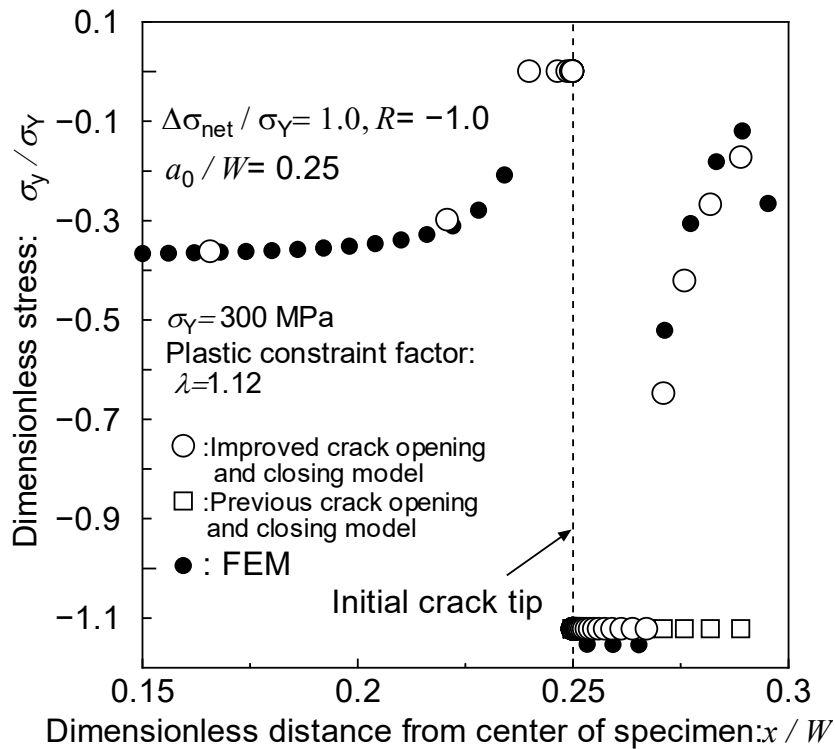 0.1
−0.1
−0.3
−0.5
−0.7
−0.9
−1.1
Dimensionless stress: σy / σY
Δσnet / σY= 1.0, R= −1.0
a0 / W= 0.25
σY=300 MPa
Plastic constraint factor:
λ=1.12
:Improved crack opening
and closing model
:Previous crack opening
and closing model
: FEM
Initial crack tip
0.15
0.2
0.25
0.3
Dimensionless distance from center of specimen:x / W